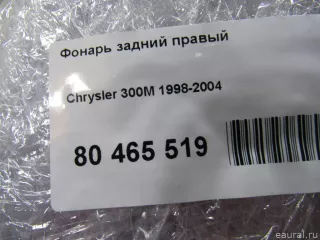 Фонарь задний правый
Chrysler 300M 1998-2004
80 465 519
eaural.ru